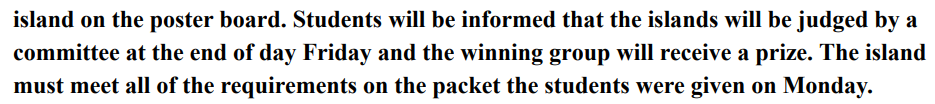 island on the poster board. Students will be informed that the islands will be judged by a
committee at the end of day Friday and the winning group will receive a prize. The island
must meet all of the requirements on the packet the students were given on Monday.